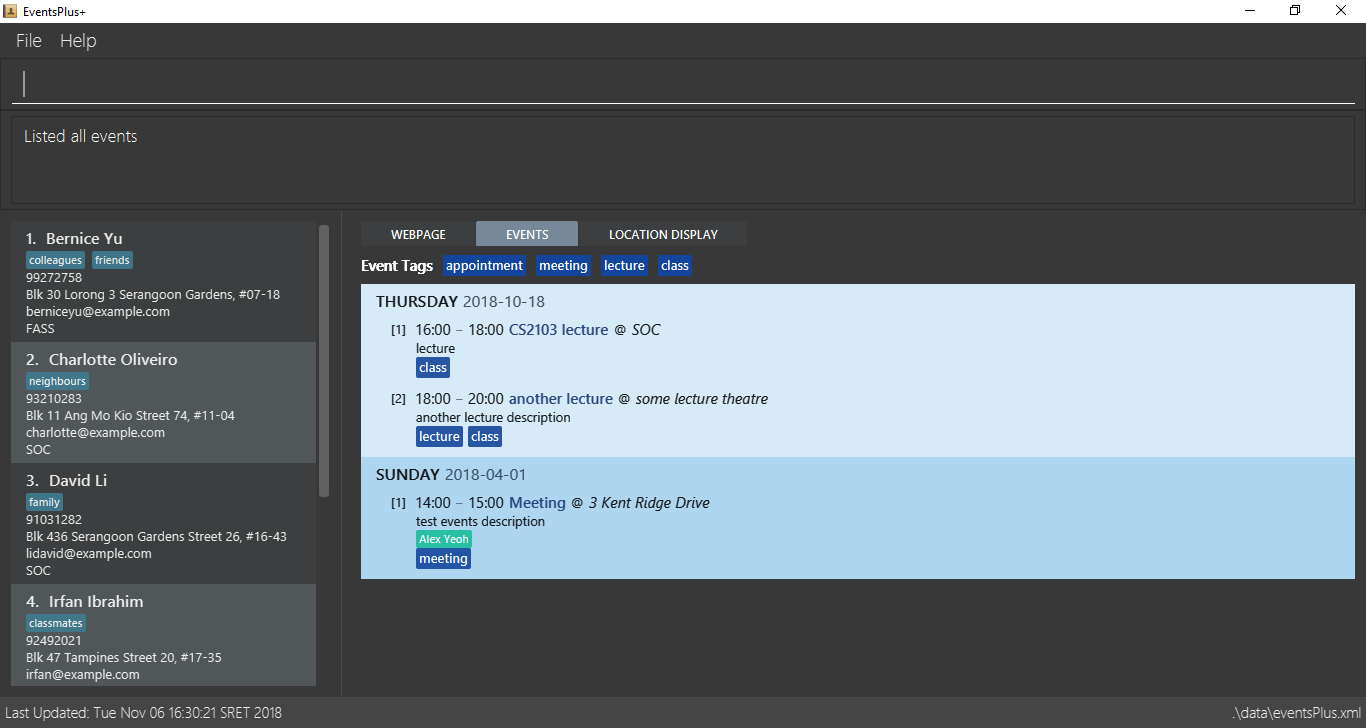 EventsPlus+
File Help
Listed all events
1. Bernice Yu
colleagues friends
99272758
Blk 30 Lorong 3 Serangoon Gardens, #07-18
berniceyu@example.com
FASS
2. Charlotte Oliveiro
neighbours
93210283
Blk 11 Ang Mo Kio Street 74, #11-04
charlotte@example.com
SOC
3. David Li
family
91031282
Blk 436 Serangoon Gardens Street 26, #16-43
lidavid@example.com
SOC
4. Irfan Ibrahim
classmates
92492021
Blk 47 Tampines Street 20, #17-35
irfan@example.com
WEBPAGE EVENTS LOCATION DISPLAY
Event Tags appointment meeting lecture class
THURSDAY 2018-10-18
[1] 16:00 – 18:00 CS2103 lecture @ SOC
lecture
class
[2] 18:00 – 20:00 another lecture @ some lecture theatre
another lecture description
lecture class
SUNDAY 2018-04-01
[1] 14:00 – 15:00 Meeting @ 3 Kent Ridge Drive
test events description
Alex Yeoh
meeting
Last Updated: Tue Nov 06 16:30:21 SRET 2018
.\data\eventsPlus.xml